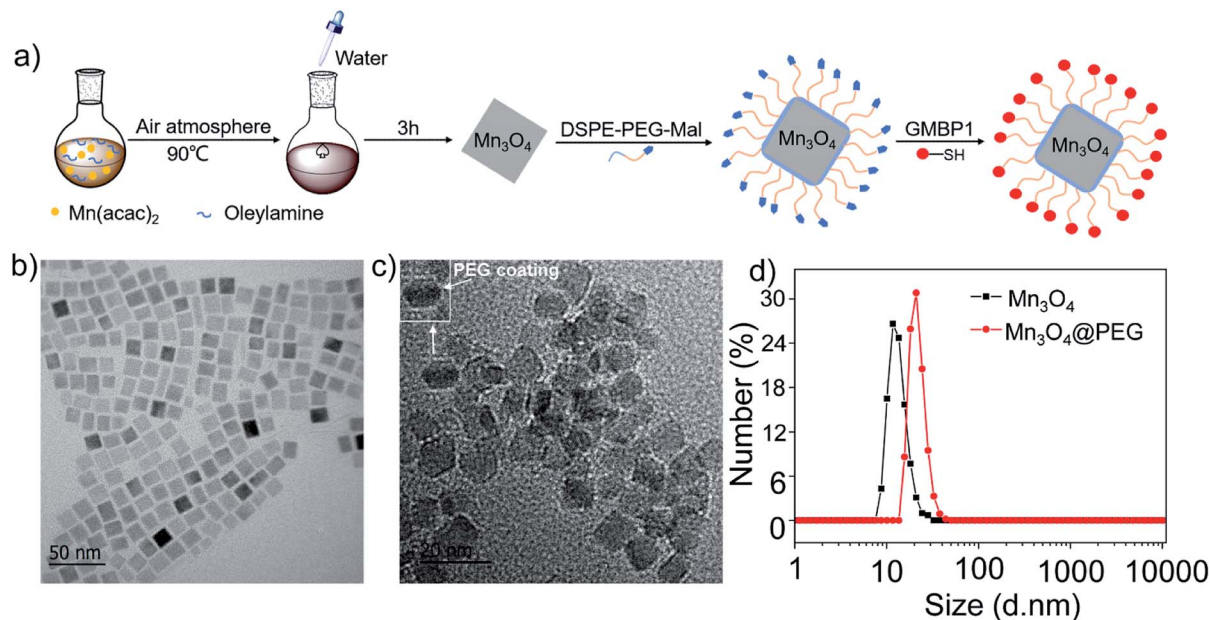 a)
Water
Air atmosphere
90℃
3h
Mn₃O₄
DSPE-PEG-Mal
Mn₃O₄
GMBP1
SH
Mn₃O₄
Mn(acac)₂
Oleylamine
b)
50 nm
c)
PEG coating
20 nm
d)
30
24
18
12
6
0
Number (%)
Mn₃O₄
Mn₃O₄@PEG
1
10
100
1000
10000
Size (d.nm)